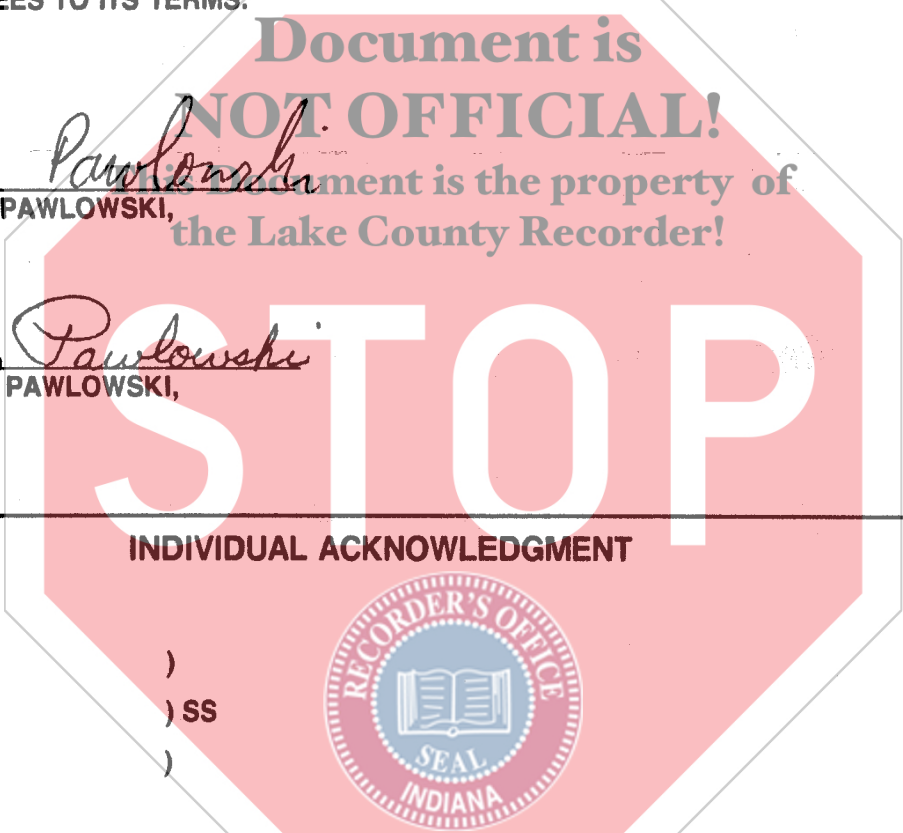 EES TO ITS TERMS.
Document is
NOT OFFICIAL!
Pawlowski
This Document is the property of
PAWLOWSKI,
the Lake County Recorder!
Pawlowski
PAWLOWSKI,
STOP
INDIVIDUAL ACKNOWLEDGMENT
)
) SS
)
RECORDER'S OFFICE
SEAL
INDIANA